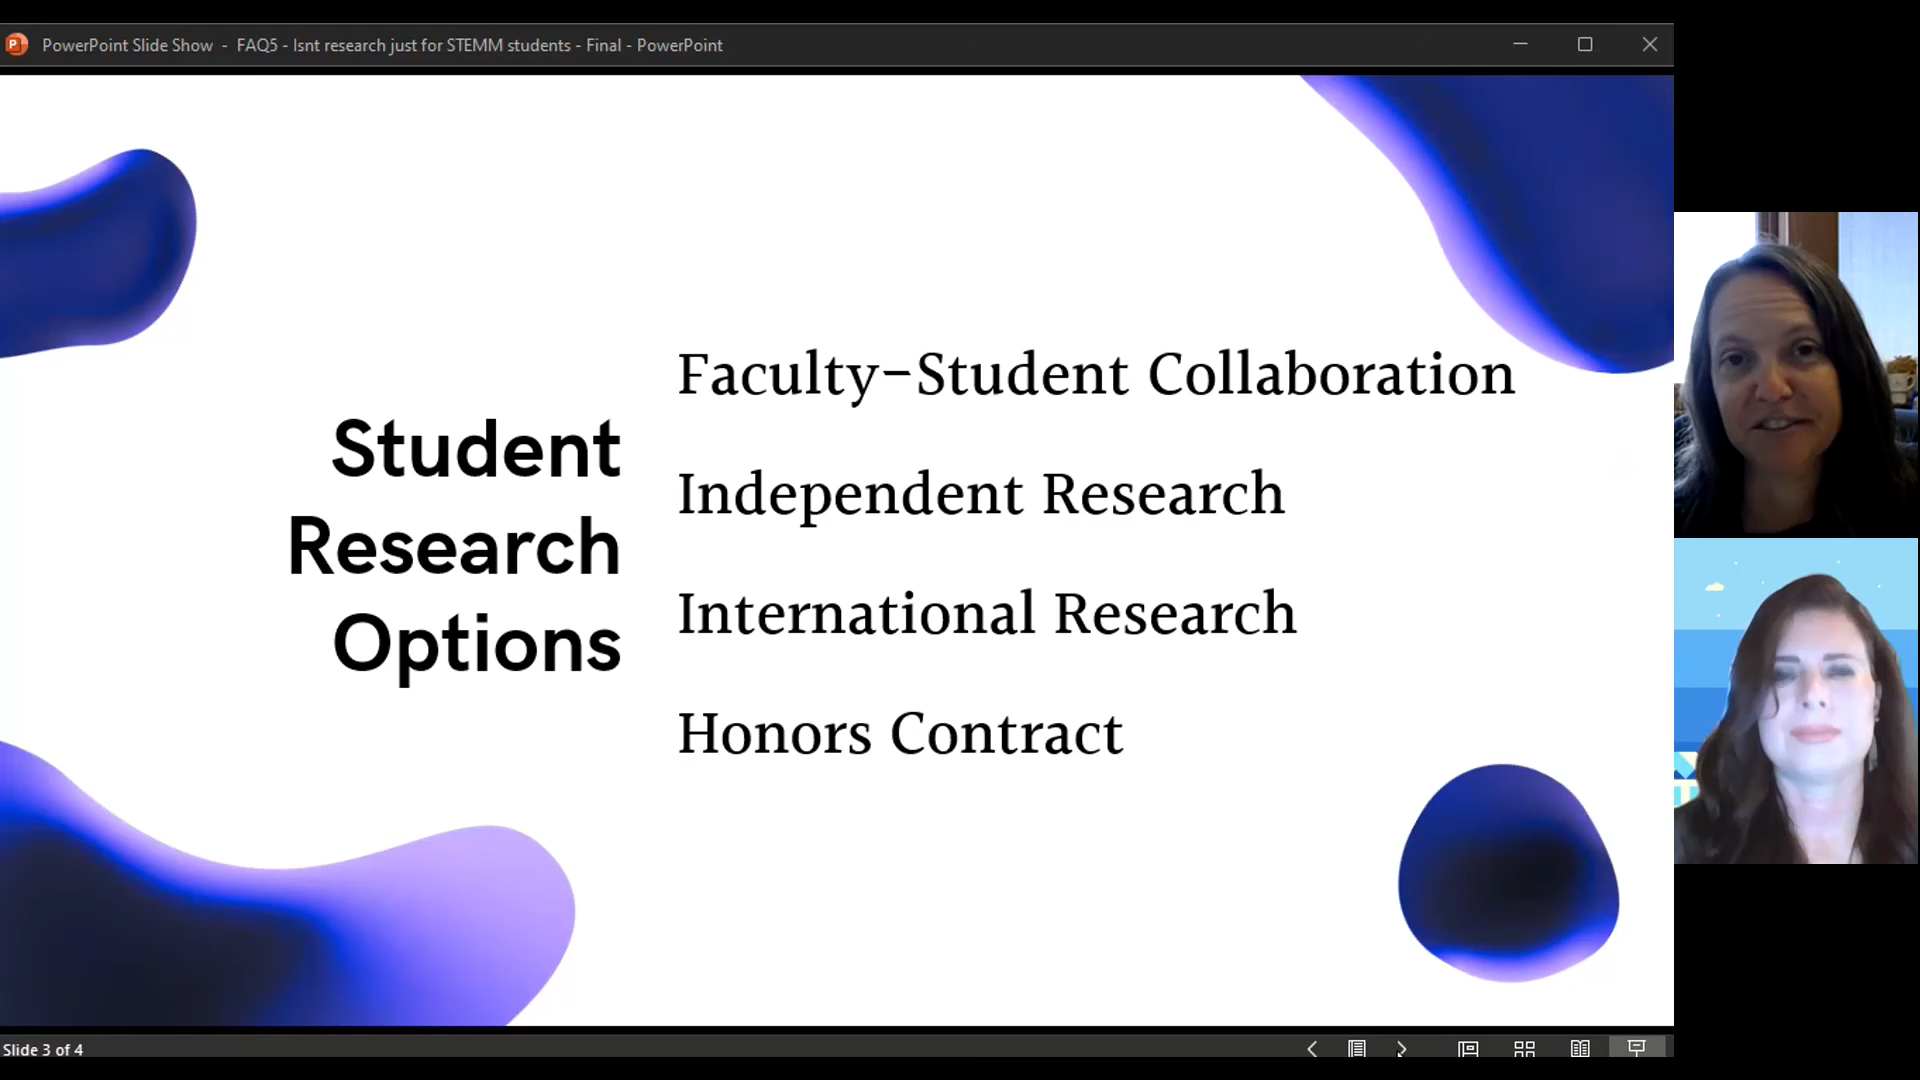 PowerPoint Slide Show - FAQ5 - Isnt research just for STEMM students - Final - PowerPoint
Student
Research
Options
Faculty-Student Collaboration
Independent Research
International Research
Honors Contract
Slide 3 of 4